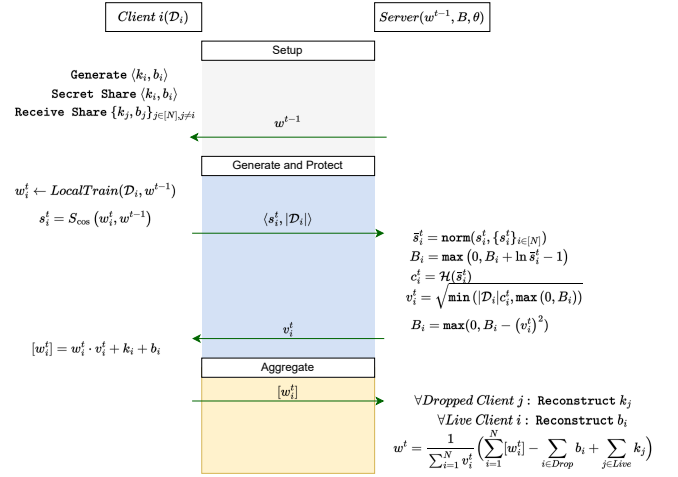 Client i(𝒟ᵢ)
Server(wᵗ⁻¹, B, θ)
Setup
Generate ⟨kᵢ, bᵢ⟩
Secret Share ⟨kᵢ, bᵢ⟩
Receive Share {kⱼ, bⱼ}_{j∈[N],j≠i}
wᵗ⁻¹
Generate and Protect
wᵢᵗ ← LocalTrain(𝒟ᵢ, wᵗ⁻¹)
sᵢᵗ = S_cos (wᵢᵗ, wᵗ⁻¹)
⟨sᵢᵗ, |𝒟ᵢ|⟩
s̄ᵢᵗ = norm(sᵢᵗ, {sᵢᵗ}_{i∈[N]})
Bᵢ = max (0, Bᵢ + ln s̄ᵢᵗ − 1)
cᵢᵗ = ℋ(s̄ᵢᵗ)
vᵢᵗ = √(min (|𝒟ᵢ|cᵢᵗ, max (0, Bᵢ)))
vᵢᵗ
Bᵢ = max(0, Bᵢ − (vᵢᵗ)²)
[wᵢᵗ] = wᵢᵗ · vᵢᵗ + kᵢ + bᵢ
Aggregate
[wᵢᵗ]
∀Dropped Client j : Reconstruct kⱼ
∀Live Client i : Reconstruct bᵢ
wᵗ = 1/(∑_{i=1}^{N} vᵢᵗ) (∑_{i=1}^{N} [wᵢᵗ] − ∑_{i∈Drop} bᵢ + ∑_{j∈Live} kⱼ)